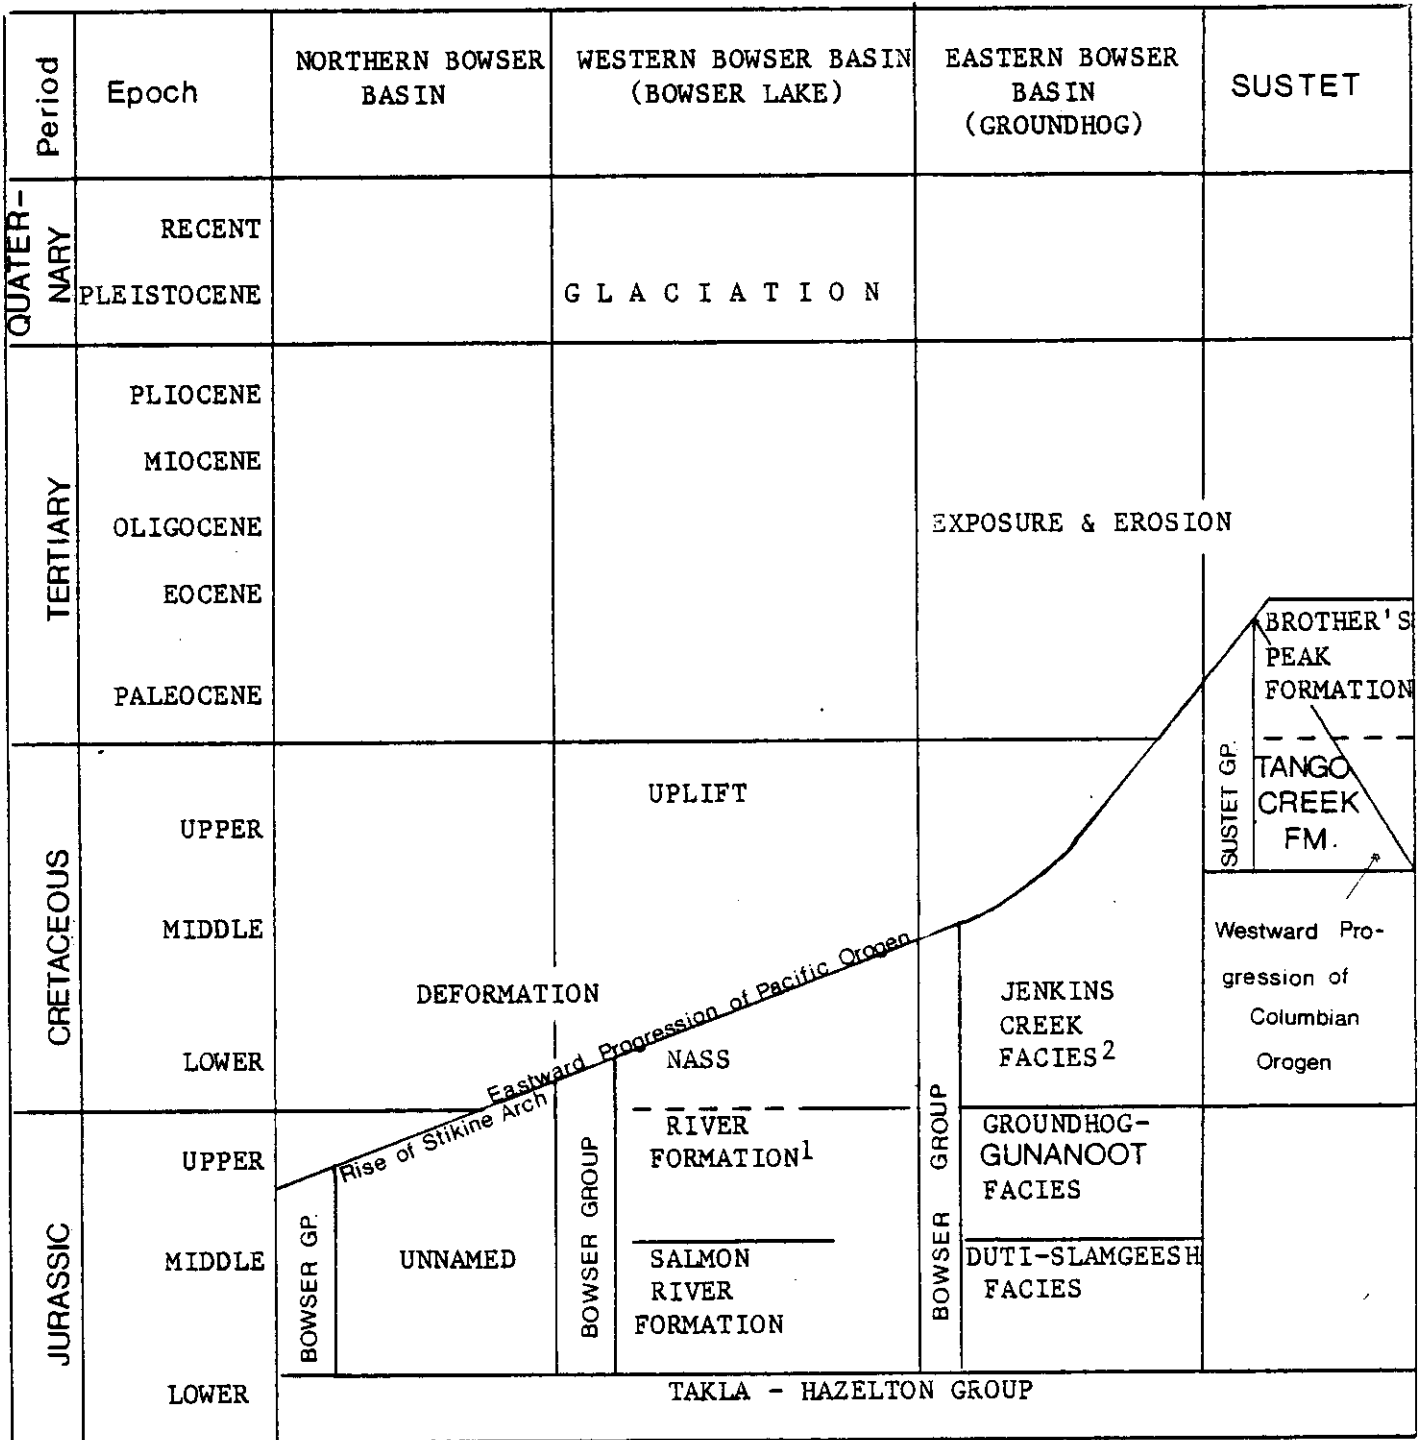 Period
Epoch
NORTHERN BOWSER
BASIN
WESTERN BOWSER BASIN
(BOWSER LAKE)
EASTERN BOWSER
BASIN
(GROUNDHOG)
SUSTET
QUATER-
NARY
RECENT
PLEISTOCENE
GLACIATION
TERTIARY
PLIOCENE
MIOCENE
OLIGOCENE
EOCENE
PALEOCENE
EXPOSURE & EROSION
BROTHER'S
PEAK
FORMATION
SUSTET GP.
TANGO
CREEK
FM.
Westward Pro-
gression of
Columbian
Orogen
CRETACEOUS
UPPER
MIDDLE
LOWER
UPLIFT
DEFORMATION
Eastward Progression of Pacific Orogen
Rise of Stikine Arch
JURASSIC
UPPER
MIDDLE
LOWER
BOWSER GP.
UNNAMED
BOWSER GROUP
NASS
RIVER
FORMATION1
SALMON
RIVER
FORMATION
BOWSER GROUP
JENKINS
CREEK
FACIES2
GROUNDHOG-
GUNANOOT
FACIES
DUTI-SLAMGEESH
FACIES
TAKLA - HAZELTON GROUP